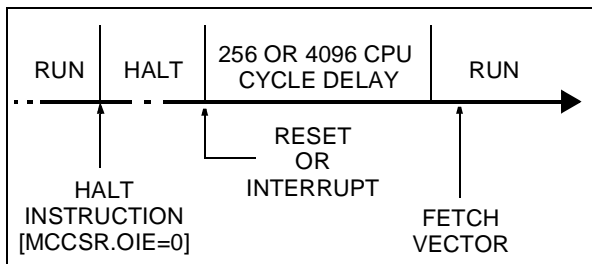 RUN
HALT
256 OR 4096 CPU
CYCLE DELAY
RUN
RESET
OR
INTERRUPT
HALT
INSTRUCTION
[MCCSR.OIE=0]
FETCH
VECTOR